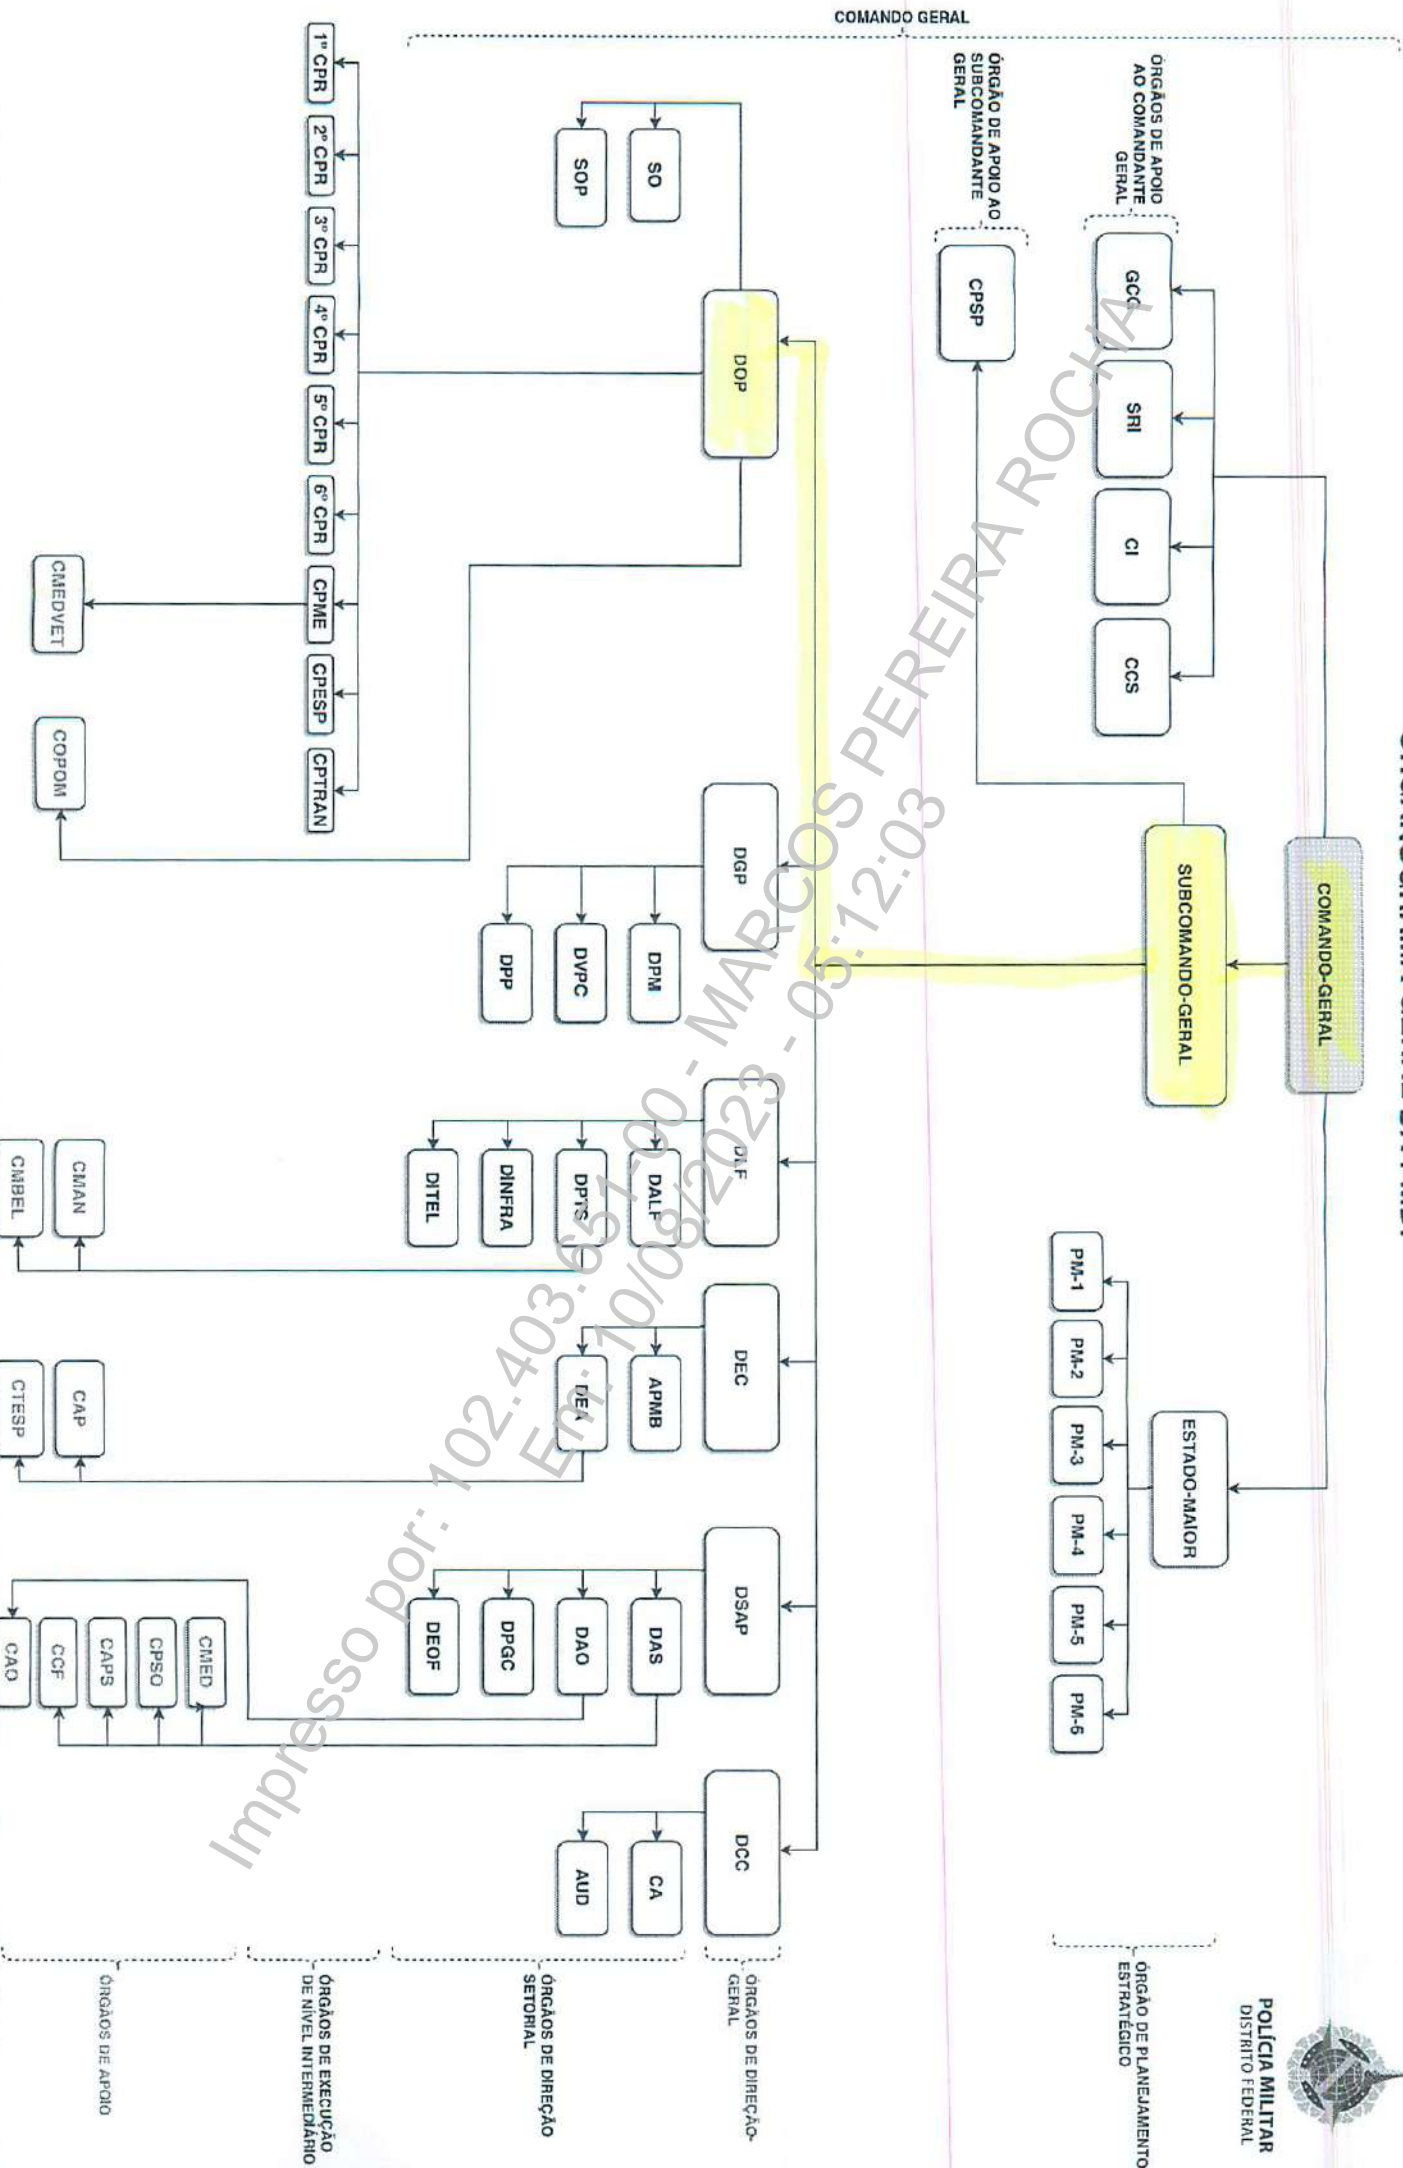 POLÍCIA MILITAR
DISTRITO FEDERAL
COMANDO GERAL
COMANDO-GERAL
SUBCOMANDO-GERAL
ESTADO-MAIOR
ÓRGÃOS DE APOIO
AO COMANDANTE
GERAL
GCG
SRI
CI
CCS
PM-1
PM-2
PM-3
PM-4
PM-5
PM-6
ÓRGÃO DE PLANEJAMENTO
ESTRATÉGICO
ÓRGÃO DE APOIO AO
SUBCOMANDANTE
GERAL
CPSP
DOP
DGP
DLF
DEC
DSAP
DCC
ÓRGÃOS DE DIREÇÃO-
GERAL
SO
DPM
DALF
APMB
DAS
CA
SOP
DVPC
DPTS
DEA
DAO
AUD
DPP
DINFRA
DPGC
DITEL
DEOF
ÓRGÃOS DE DIREÇÃO
SETORIAL
1º CPR
2º CPR
3º CPR
4º CPR
5º CPR
6º CPR
CPME
CPESP
CPTRAN
ÓRGÃOS DE EXECUÇÃO
DE NÍVEL INTERMEDIÁRIO
CMEDVET
COPOM
CMAN
CMBEL
CAP
CTESP
CMED
CPSO
CAPS
CCF
CAO
ÓRGÃOS DE APOIO
Impresso por: 102.403.651-00 - MARCOS PEREIRA ROCHA
Em: 10/08/2023 - 05:12:03